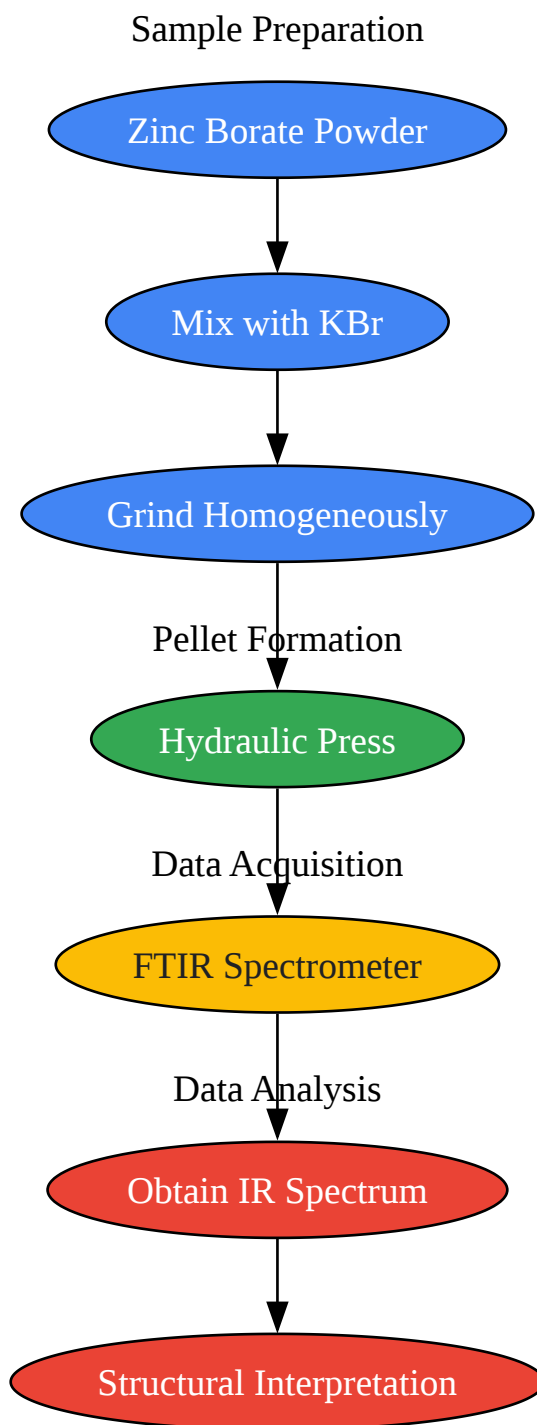 Sample Preparation
Zinc Borate Powder
Mix with KBr
Grind Homogeneously
Pellet Formation
Hydraulic Press
Data Acquisition
FTIR Spectrometer
Data Analysis
Obtain IR Spectrum
Structural Interpretation